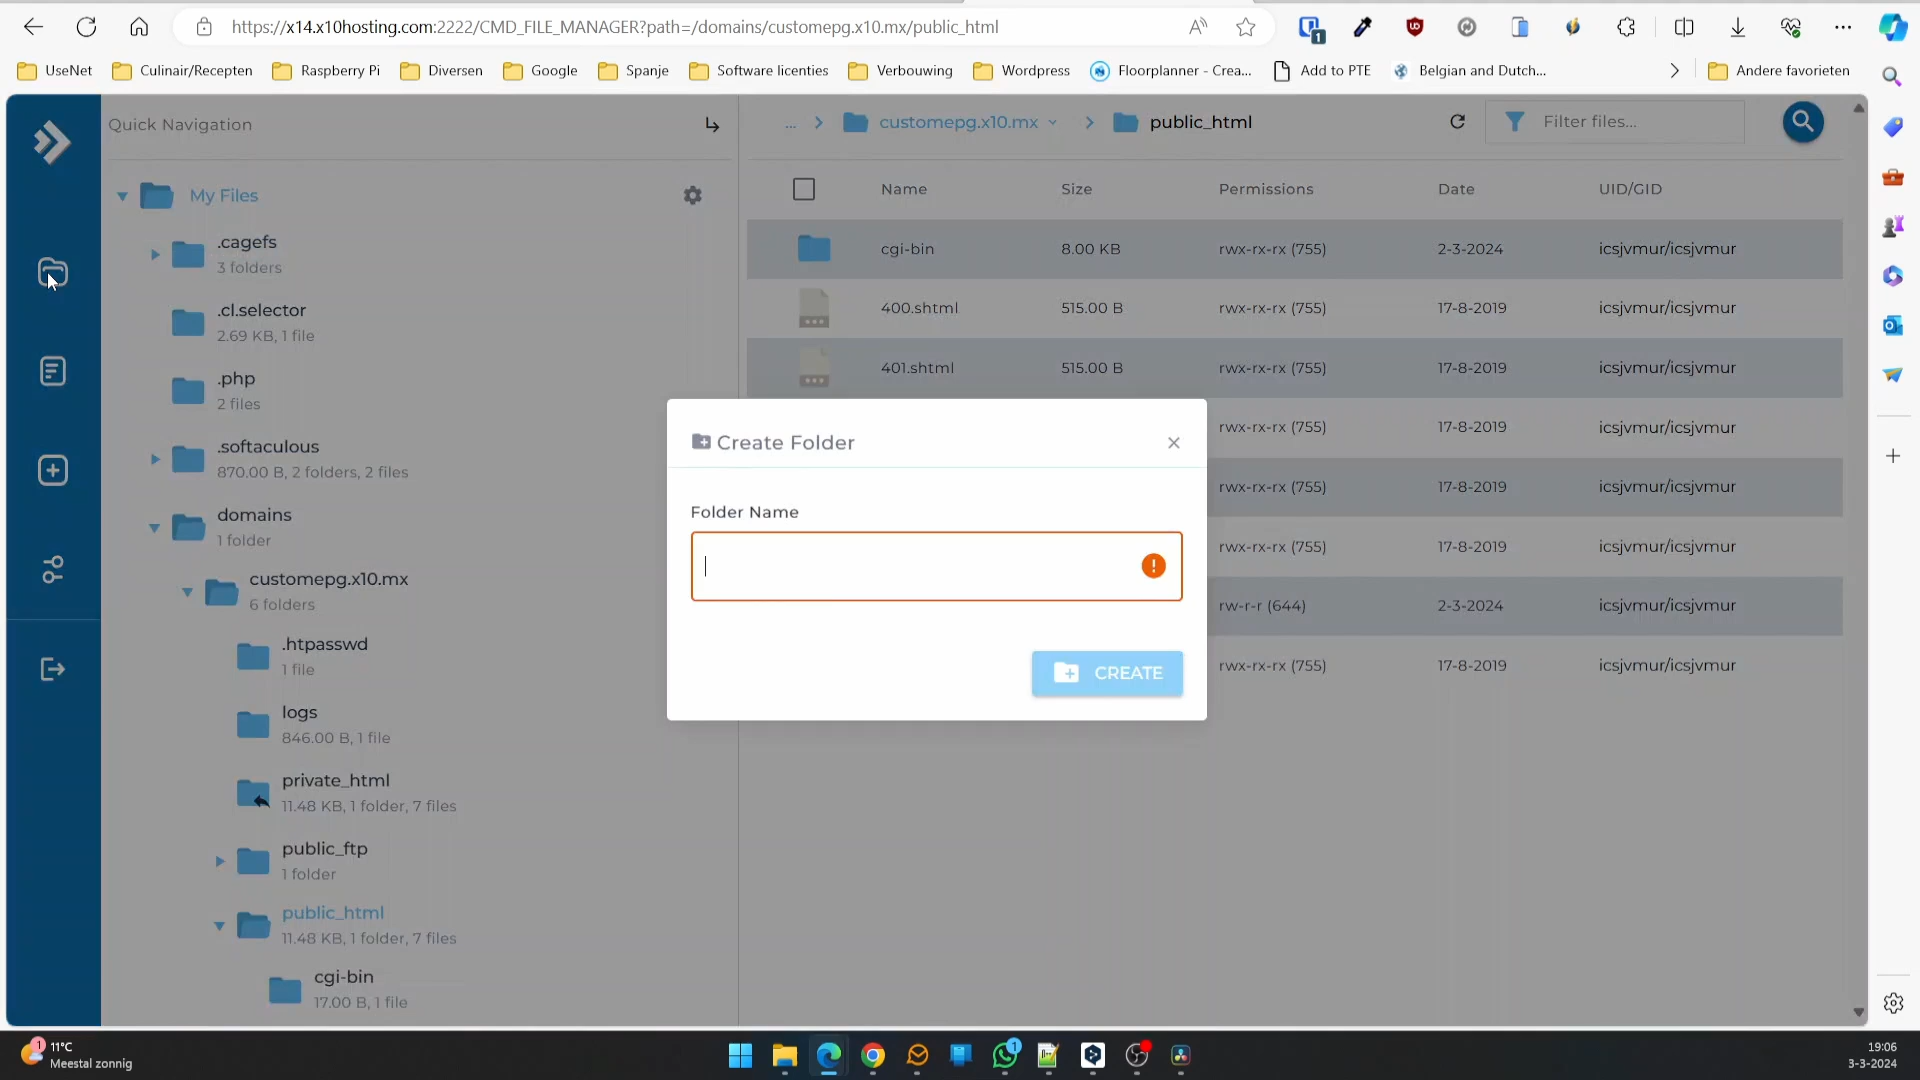 https://x14.x10hosting.com:2222/CMD_FILE_MANAGER?path=/domains/customepg.x10.mx/public_html
UseNet
Culinair/Recepten
Raspberry Pi
Diversen
Google
Spanje
Software licenties
Verbouwing
Wordpress
Floorplanner - Crea...
Add to PTE
Belgian and Dutch...
Andere favorieten
Quick Navigation
... customepg.x10.mx public_html
Filter files...
My Files
.cagefs
3 folders
.cl.selector
2.69 KB, 1 file
.php
2 files
.softaculous
870.00 B, 2 folders, 2 files
domains
1 folder
customepg.x10.mx
6 folders
.htpasswd
1 file
logs
846.00 B, 1 file
private_html
11.48 KB, 1 folder, 7 files
public_ftp
1 folder
public_html
11.48 KB, 1 folder, 7 files
cgi-bin
17.00 B, 1 file
Name Size Permissions Date UID/GID
cgi-bin 8.00 KB rwx-rx-rx (755) 2-3-2024 icsjvmur/icsjvmur
400.shtml 515.00 B rwx-rx-rx (755) 17-8-2019 icsjvmur/icsjvmur
401.shtml 515.00 B rwx-rx-rx (755) 17-8-2019 icsjvmur/icsjvmur
rwx-rx-rx (755) 17-8-2019 icsjvmur/icsjvmur
rwx-rx-rx (755) 17-8-2019 icsjvmur/icsjvmur
rwx-rx-rx (755) 17-8-2019 icsjvmur/icsjvmur
rw-r-r (644) 2-3-2024 icsjvmur/icsjvmur
rwx-rx-rx (755) 17-8-2019 icsjvmur/icsjvmur
Create Folder
Folder Name
CREATE
11°C
Meestal zonnig
19:06
3-3-2024